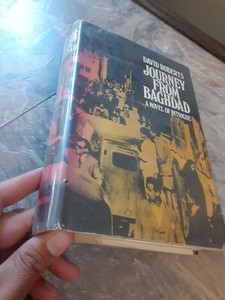 DAVID ROBERTS
JOURNEY
FROM
BAGHDAD
A NOVEL OF INTRIGUE